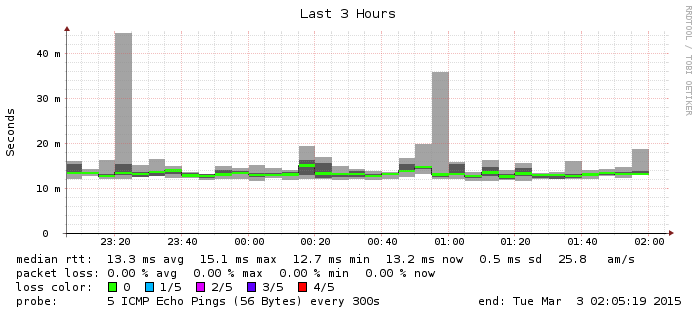 Last 3 Hours
RRDTOOL / TOBI OETIKER
Seconds
40 m
30 m
20 m
10 m
0
23:20 23:40 00:00 00:20 00:40 01:00 01:20 01:40 02:00
median rtt: 13.3 ms avg 15.1 ms max 12.7 ms min 13.2 ms now 0.5 ms sd 25.8 am/s
packet loss: 0.00 % avg 0.00 % max 0.00 % min 0.00 % now
loss color: 0 1/5 2/5 3/5 4/5
probe: 5 ICMP Echo Pings (56 Bytes) every 300s end: Tue Mar 3 02:05:19 2015